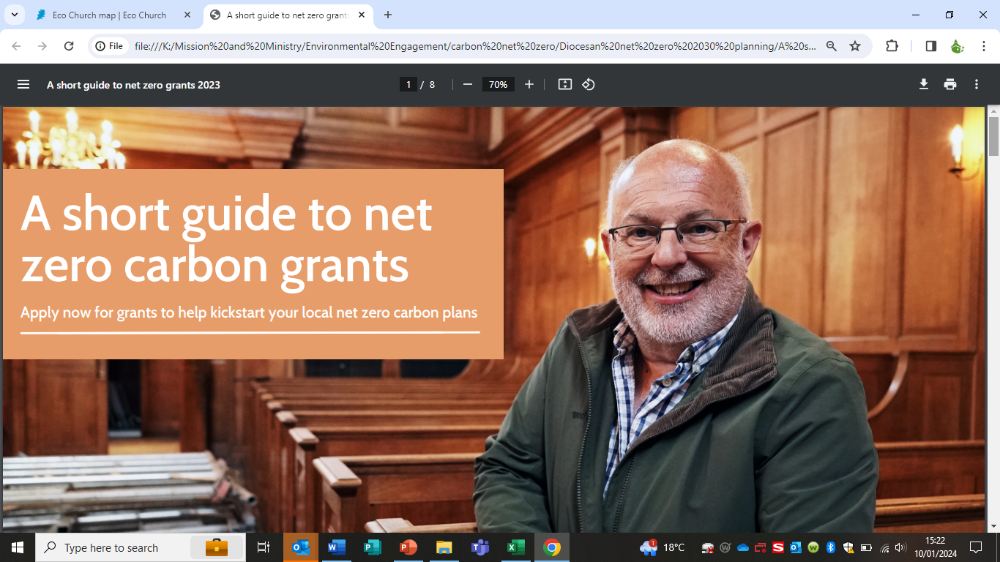 Eco Church map | Eco Church
A short guide to net zero grants
File
file:///K:/Mission%20and%20Ministry/Environmental%20Engagement/carbon%20net%20zero/Diocesan%20net%20zero%202030%20planning/A%20s...
A short guide to net zero grants 2023
1 / 8
70%
A short guide to net
zero carbon grants
Apply now for grants to help kickstart your local net zero carbon plans
Type here to search
1
18°C
15:22
10/01/2024